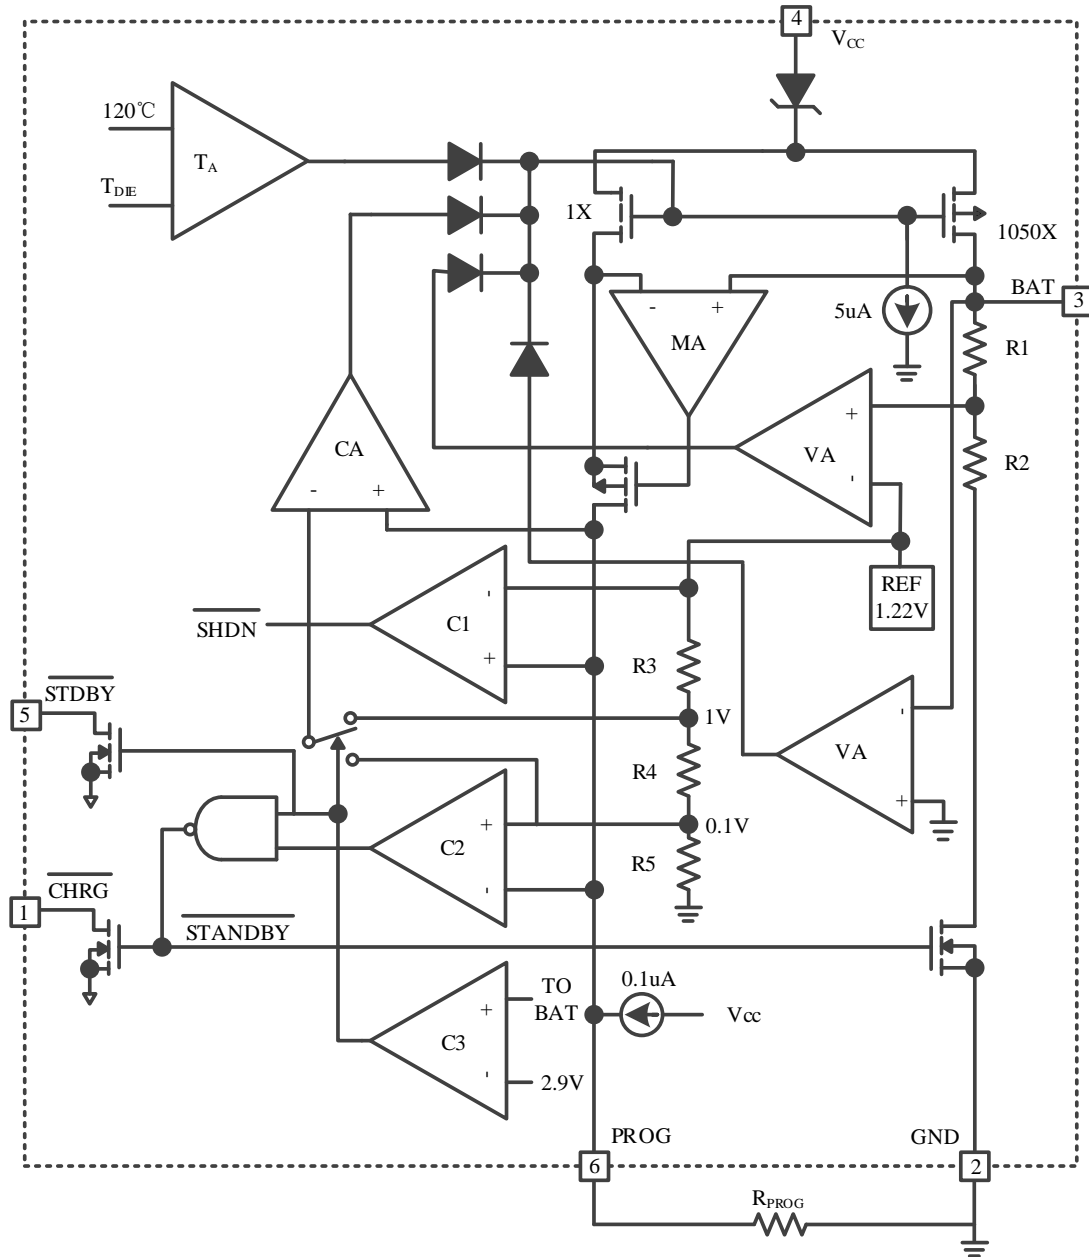 4
VCC
120℃
TA
TDIE
1X
1050X
BAT
3
5uA
- +
MA
R1
+
VA
-
R2
CA
- +
REF
1.22V
SHDN
-
C1
+
R3
STDBY
5
1V
-
VA
+
R4
0.1V
+
C2
-
R5
CHRG
1
STANDBY
0.1uA
TO
BAT
+
C3
-
Vcc
2.9V
PROG
GND
6
2
RPROG